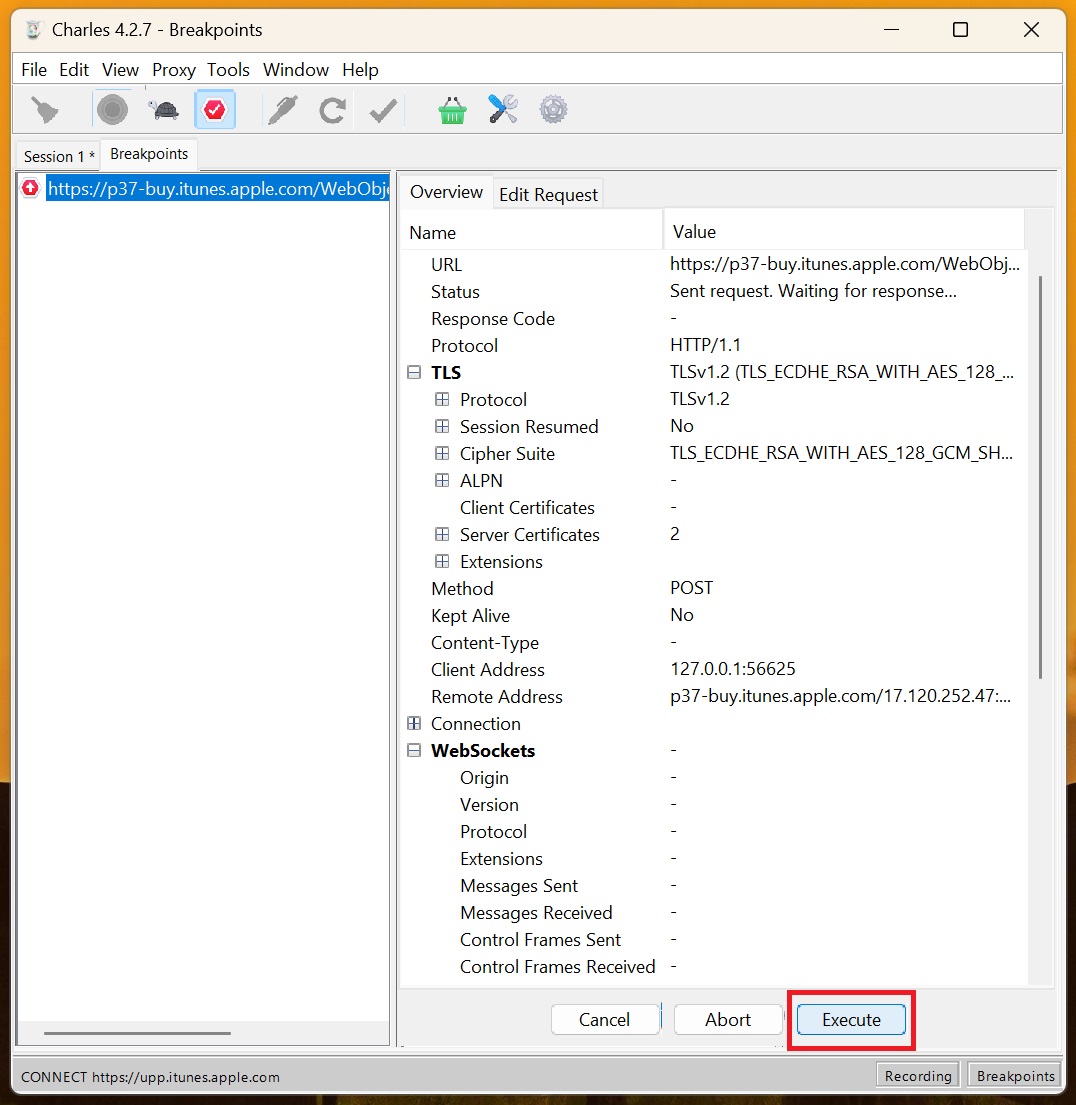 Charles 4.2.7 - Breakpoints
File Edit View Proxy Tools Window Help
Session 1 * Breakpoints
https://p37-buy.itunes.apple.com/WebObje
Overview Edit Request
Name Value
URL https://p37-buy.itunes.apple.com/WebObj...
Status Sent request. Waiting for response...
Response Code -
Protocol HTTP/1.1
TLS TLSv1.2 (TLS_ECDHE_RSA_WITH_AES_128_...
Protocol TLSv1.2
Session Resumed No
Cipher Suite TLS_ECDHE_RSA_WITH_AES_128_GCM_SH...
ALPN -
Client Certificates -
Server Certificates 2
Extensions
Method POST
Kept Alive No
Content-Type -
Client Address 127.0.0.1:56625
Remote Address p37-buy.itunes.apple.com/17.120.252.47:...
Connection
WebSockets -
Origin -
Version -
Protocol -
Extensions -
Messages Sent -
Messages Received -
Control Frames Sent -
Control Frames Received -
Cancel Abort Execute
CONNECT https://upp.itunes.apple.com Recording Breakpoints